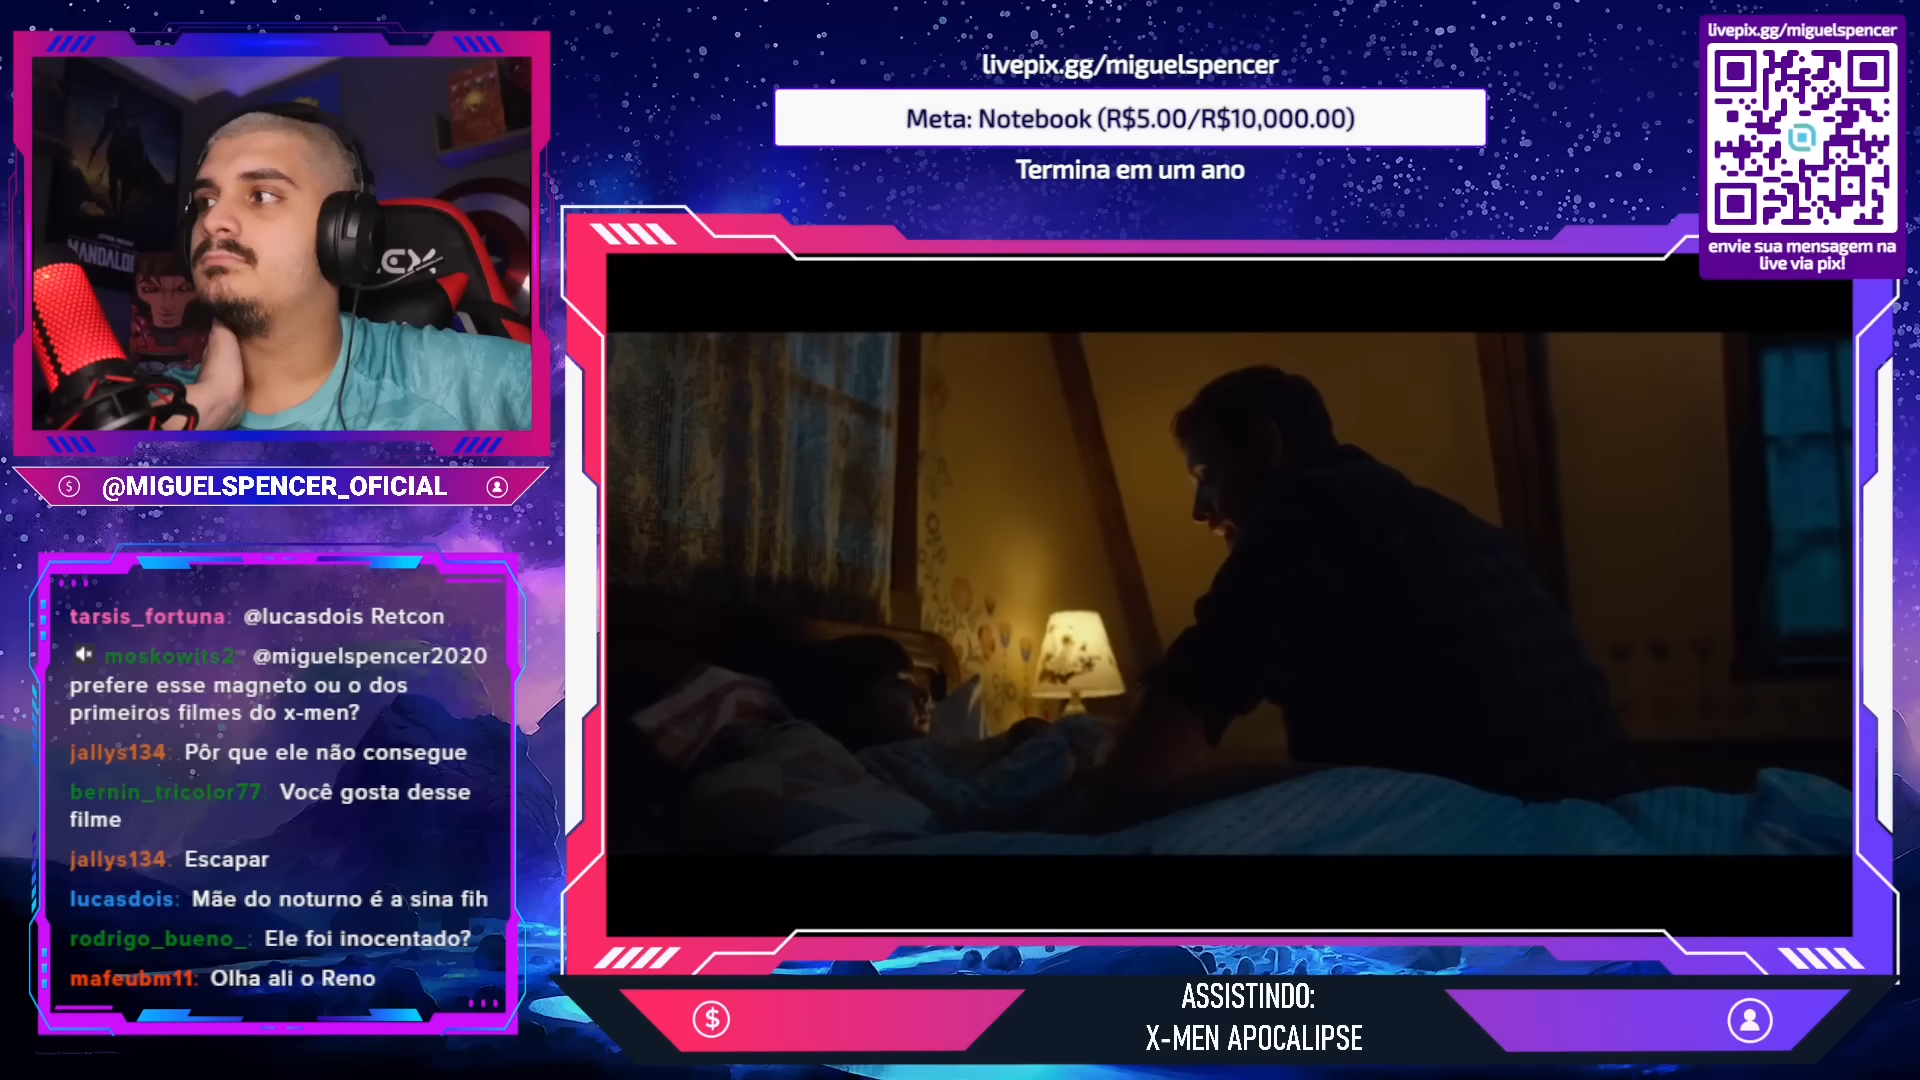 livepix.gg/miguelspencer
Meta: Notebook (R$5.00/R$10,000.00)
Termina em um ano
livepix.gg/miguelspencer
envie sua mensagem na
live via pix!
@MIGUELSPENCER_OFICIAL
tarsis_fortuna: @lucasdois Retcon
moskowits2 @miguelspencer2020
prefere esse magneto ou o dos
primeiros filmes do x-men?
jallys134: Pôr que ele não consegue
bernin_tricolor77: Você gosta desse
filme
jallys134: Escapar
lucasdois: Mãe do noturno é a sina fih
rodrigo_bueno_: Ele foi inocentado?
mafeubm11: Olha ali o Reno
ASSISTINDO:
X-MEN APOCALIPSE